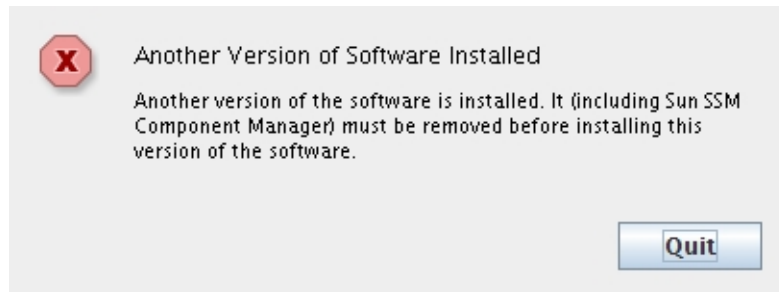 Another Version of Software Installed
Another version of the software is installed. It (including Sun SSM
Component Manager) must be removed before installing this
version of the software.
Quit